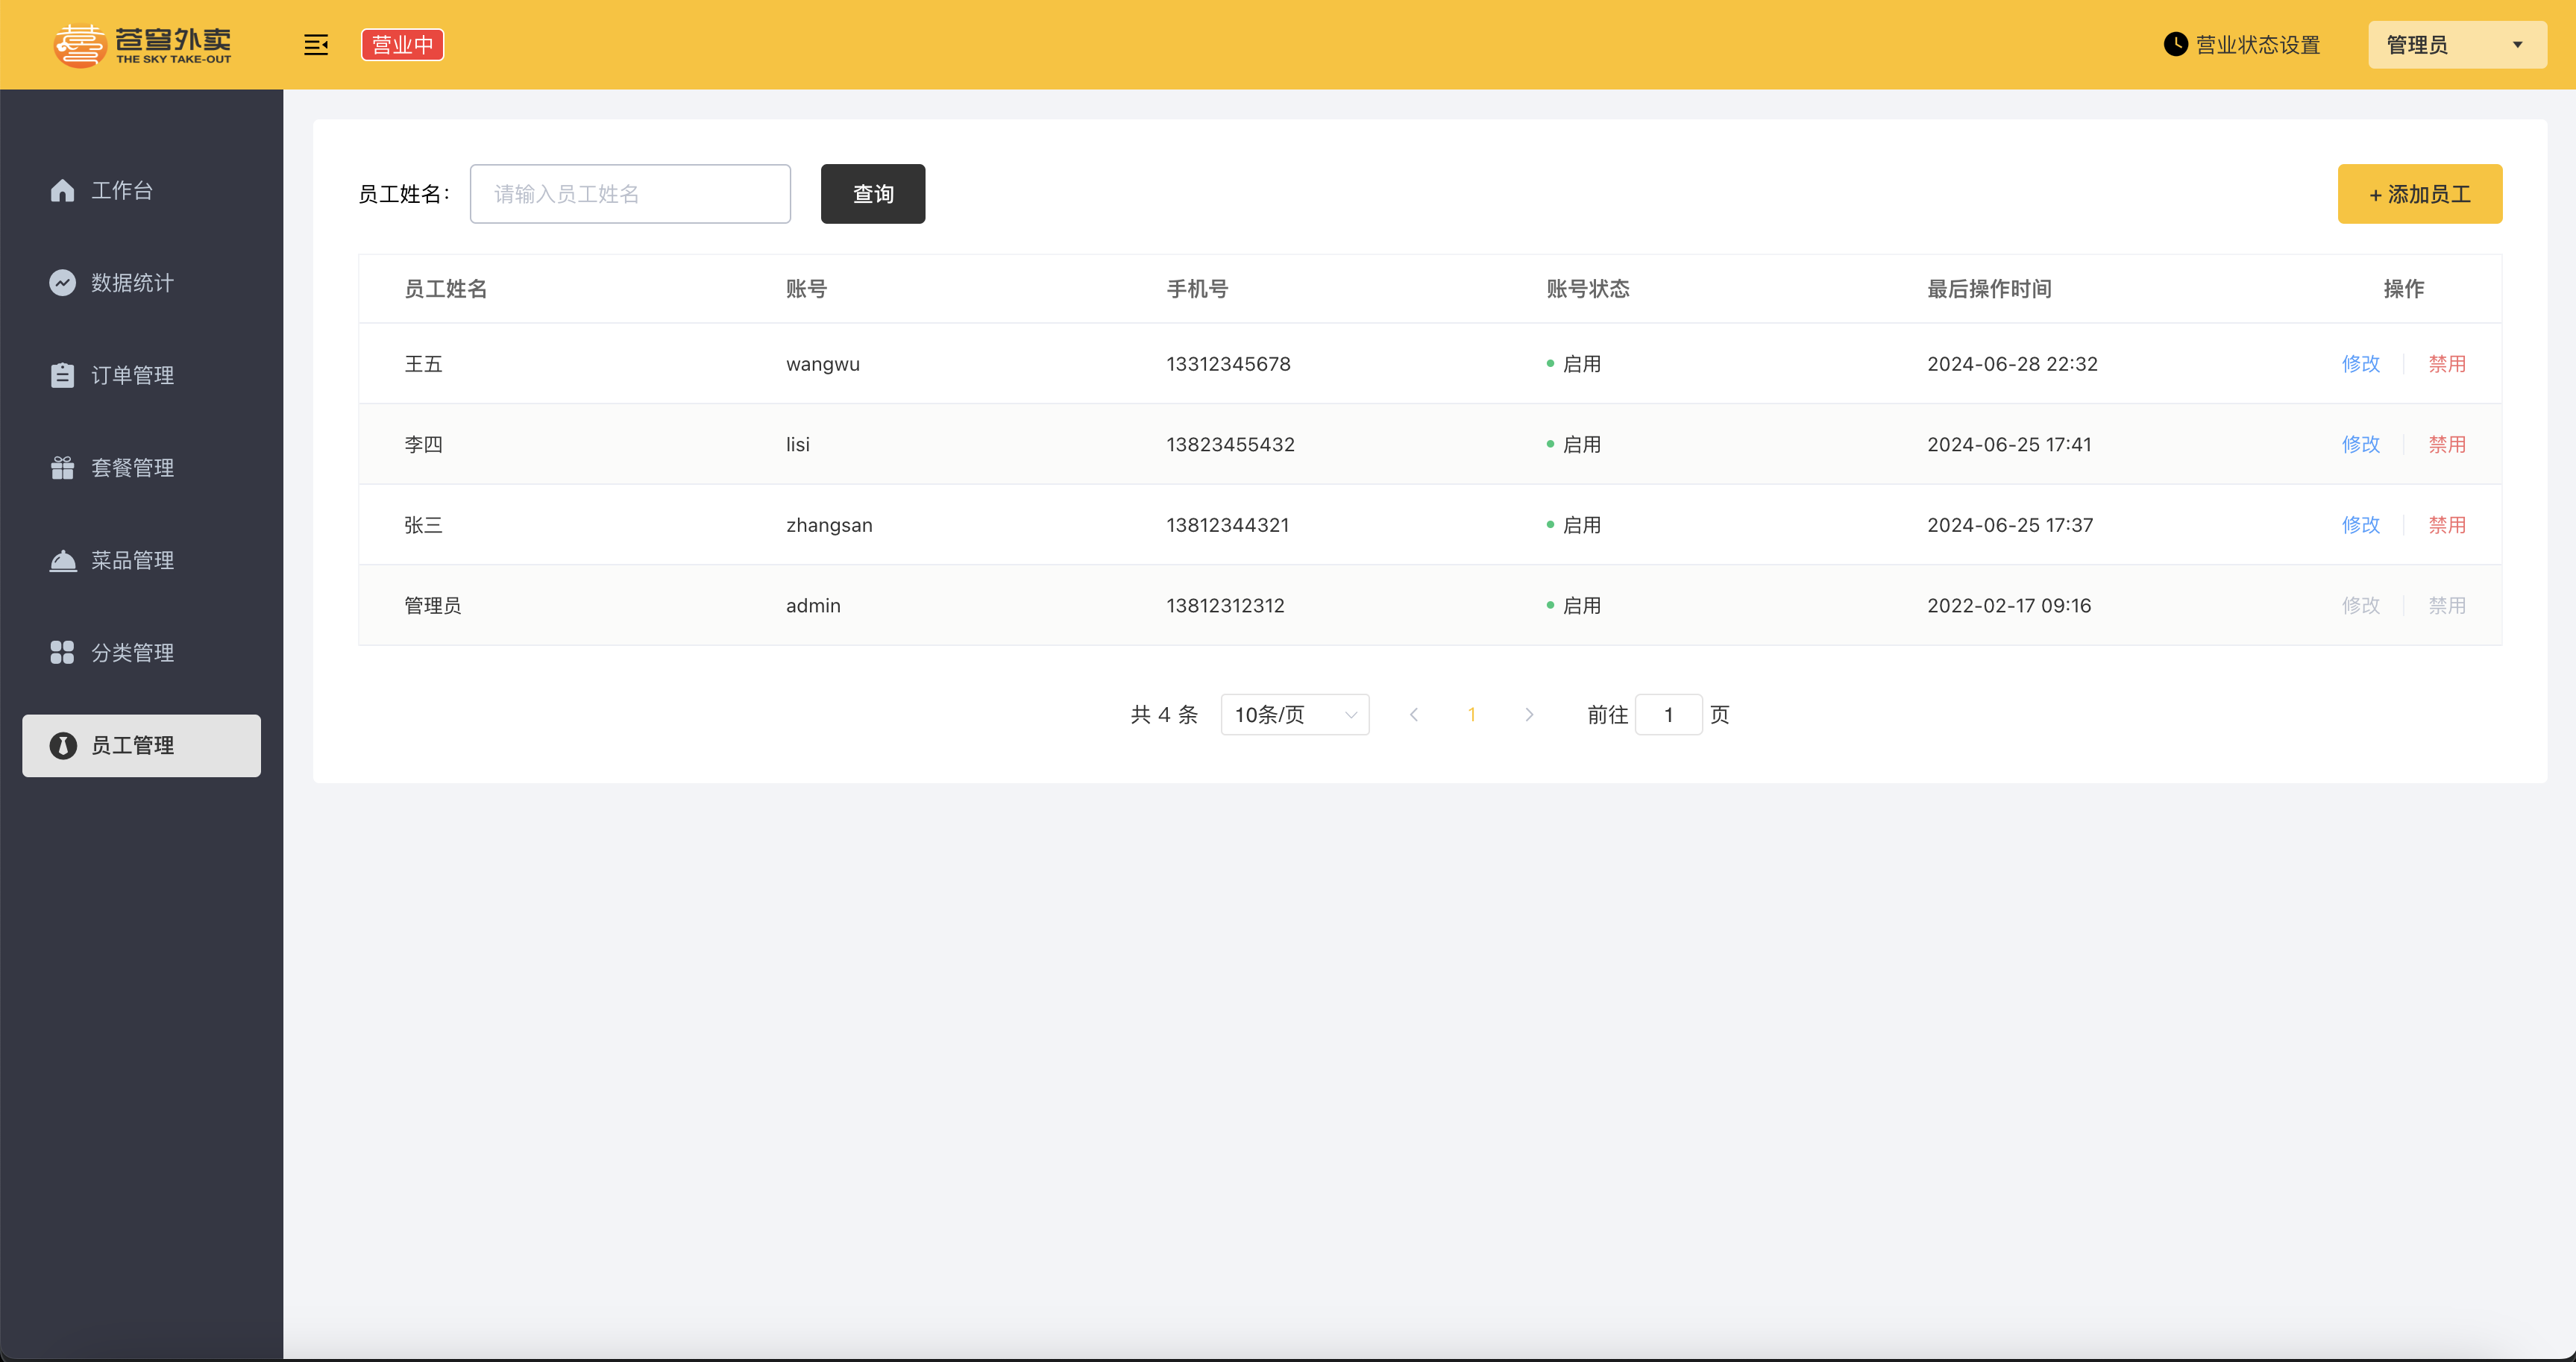 苍穹外卖
THE SKY TAKE-OUT
营业中
营业状态设置
管理员
工作台
数据统计
订单管理
套餐管理
菜品管理
分类管理
员工管理
员工姓名: 请输入员工姓名 查询 + 添加员工
员工姓名 账号 手机号 账号状态 最后操作时间 操作
王五 wangwu 13312345678 启用 2024-06-28 22:32 修改 禁用
李四 lisi 13823455432 启用 2024-06-25 17:41 修改 禁用
张三 zhangsan 13812344321 启用 2024-06-25 17:37 修改 禁用
管理员 admin 13812312312 启用 2022-02-17 09:16 修改 禁用
共 4 条 10条/页 1 前往 1 页